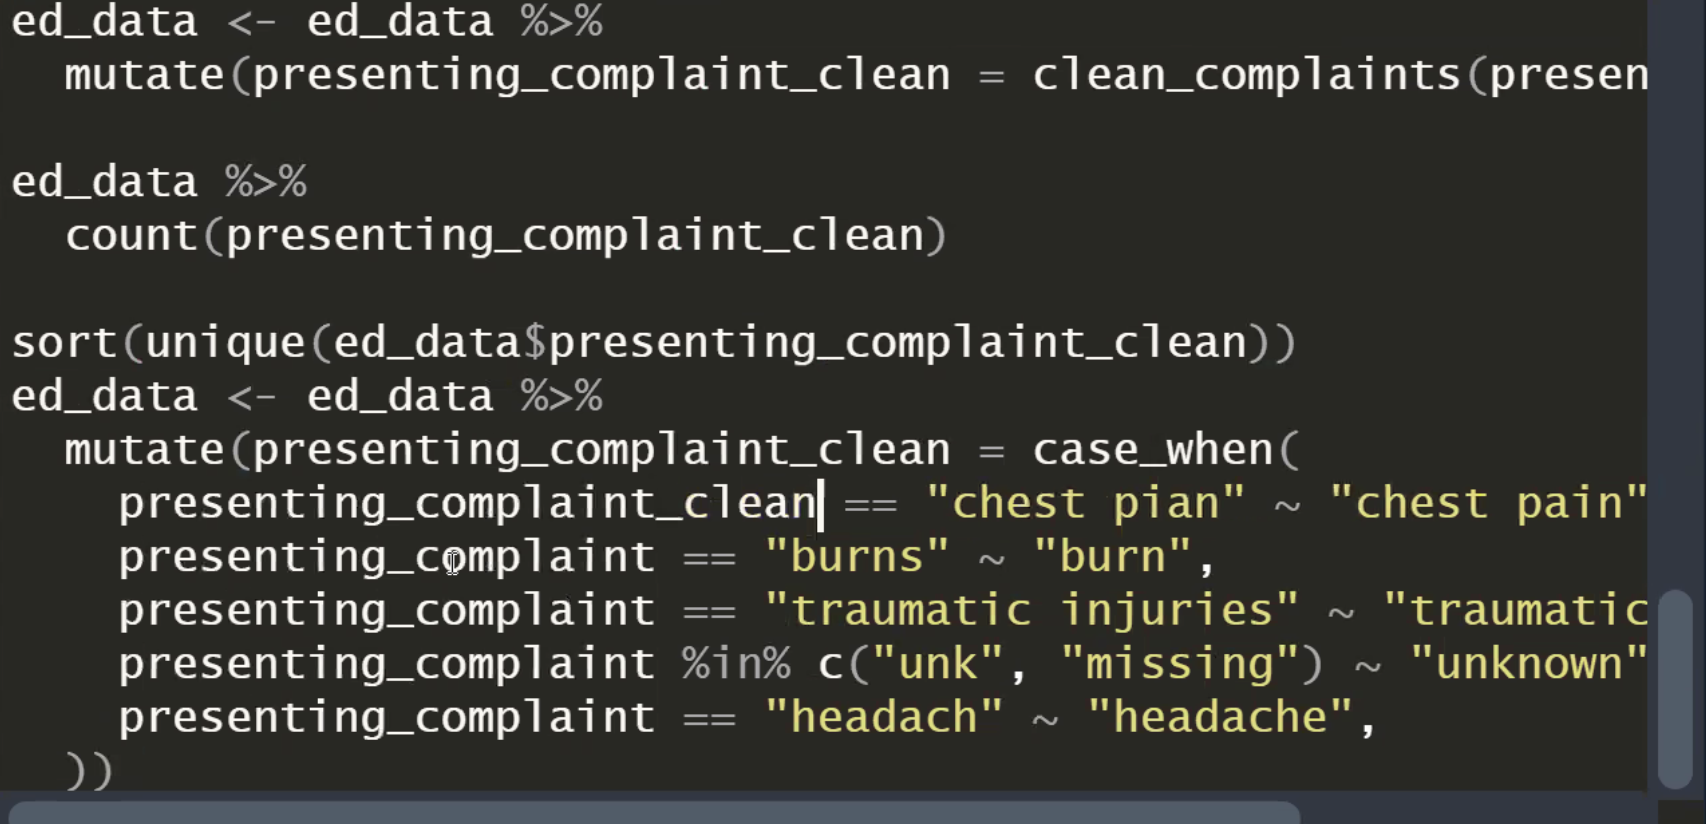 ed_data <- ed_data %>%
  mutate(presenting_complaint_clean = clean_complaints(presen

ed_data %>%
  count(presenting_complaint_clean)

sort(unique(ed_data$presenting_complaint_clean))
ed_data <- ed_data %>%
  mutate(presenting_complaint_clean = case_when(
    presenting_complaint_clean == "chest pian" ~ "chest pain"
    presenting_complaint == "burns" ~ "burn",
    presenting_complaint == "traumatic injuries" ~ "traumatic
    presenting_complaint %in% c("unk", "missing") ~ "unknown"
    presenting_complaint == "headach" ~ "headache",
  ))